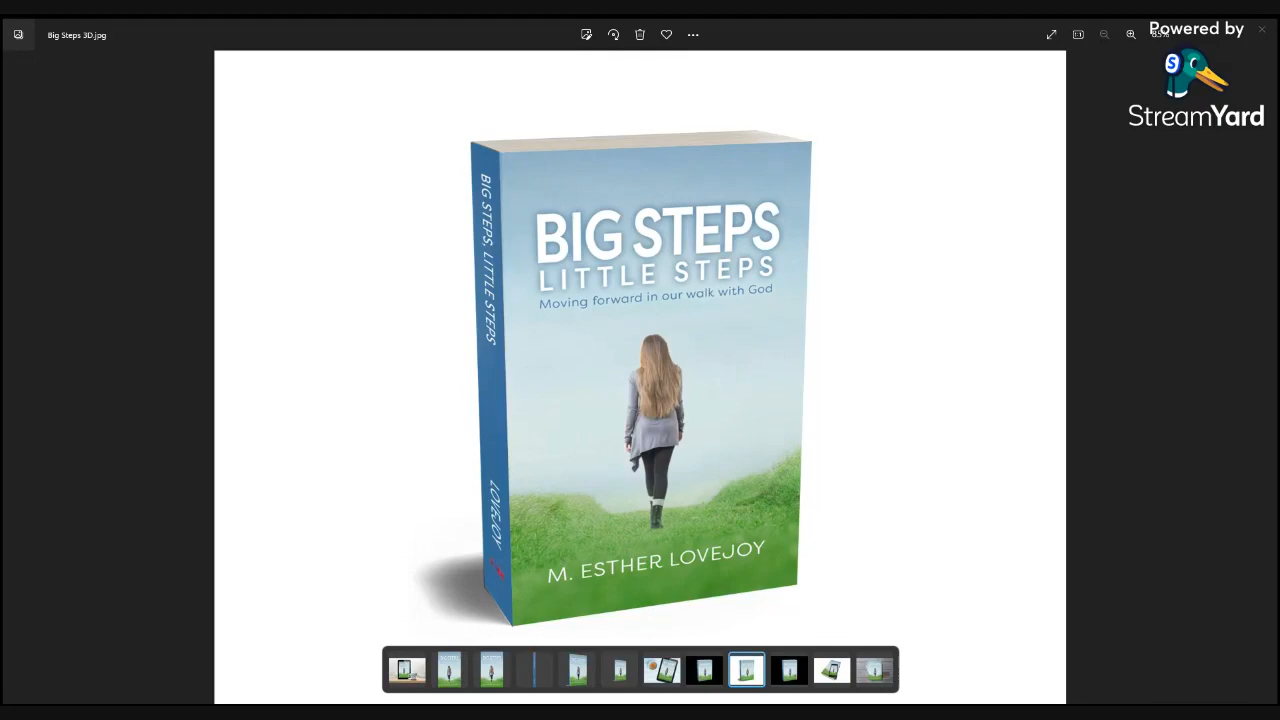 Big Steps 3D.jpg
Powered by
StreamYard
BIG STEPS, LITTLE STEPS
LOVEJOY
BIG STEPS
LITTLE STEPS
Moving forward in our walk with God
M. ESTHER LOVEJOY